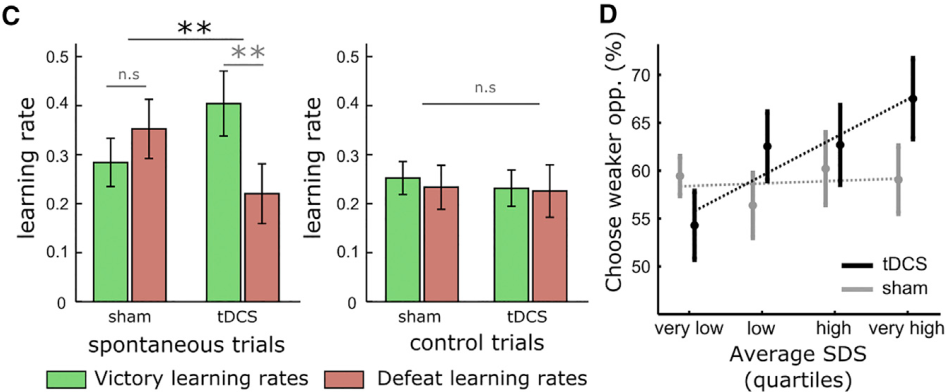 C
**
**
n.s
0.5
0.4
0.3
0.2
0.1
0
learning rate
sham
tDCS
spontaneous trials
n.s
0.5
0.4
0.3
0.2
0.1
0
learning rate
sham
tDCS
control trials
Victory learning rates
Defeat learning rates
D
Choose weaker opp. (%)
70
65
60
55
50
tDCS
sham
very low
low
high
very high
Average SDS
(quartiles)